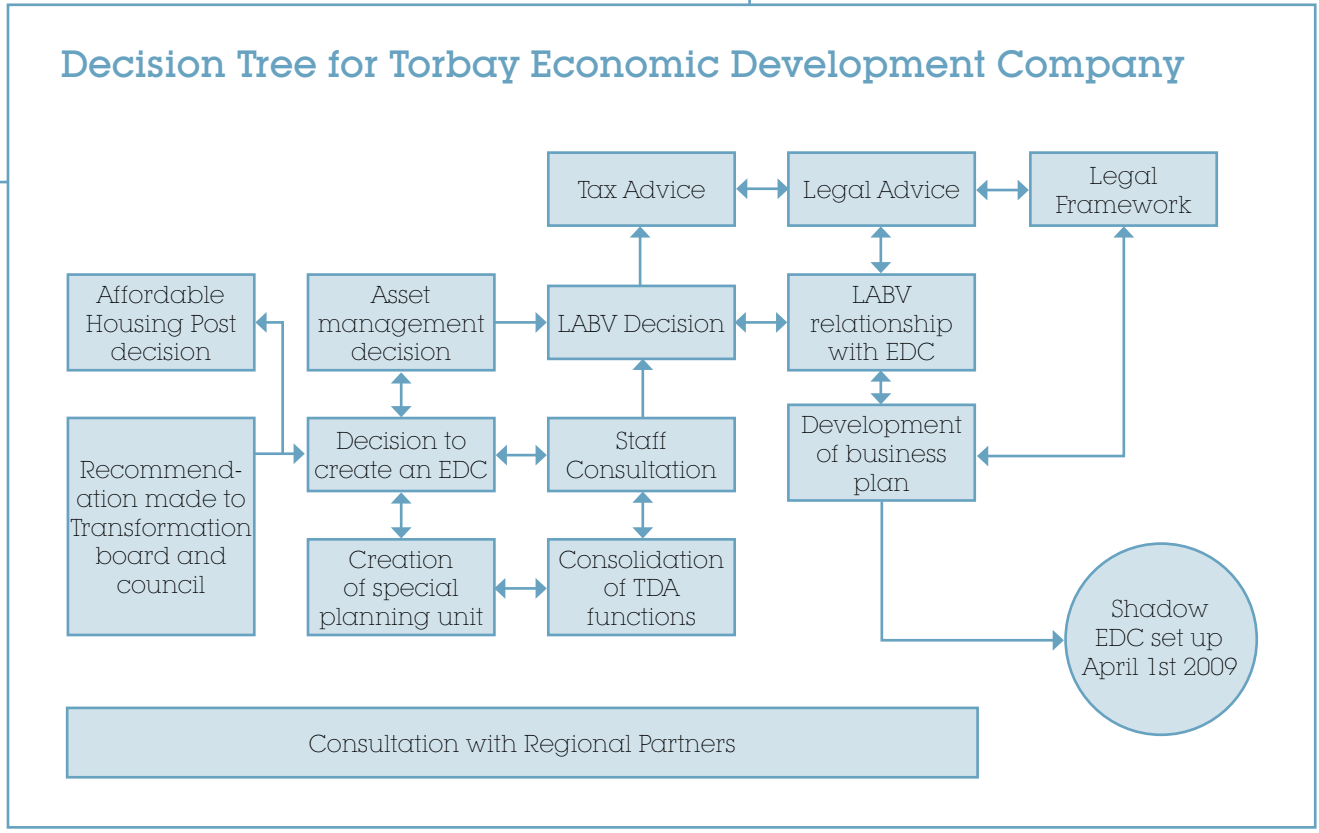 Decision Tree for Torbay Economic Development Company
Tax Advice
Legal Advice
Legal
Framework
Affordable
Housing Post
decision
Asset
management
decision
LABV Decision
LABV
relationship
with EDC
Recommend-
ation made to
Transformation
board and
council
Decision to
create an EDC
Staff
Consultation
Development
of business
plan
Creation
of special
planning unit
Consolidation
of TDA
functions
Shadow
EDC set up
April 1st 2009
Consultation with Regional Partners